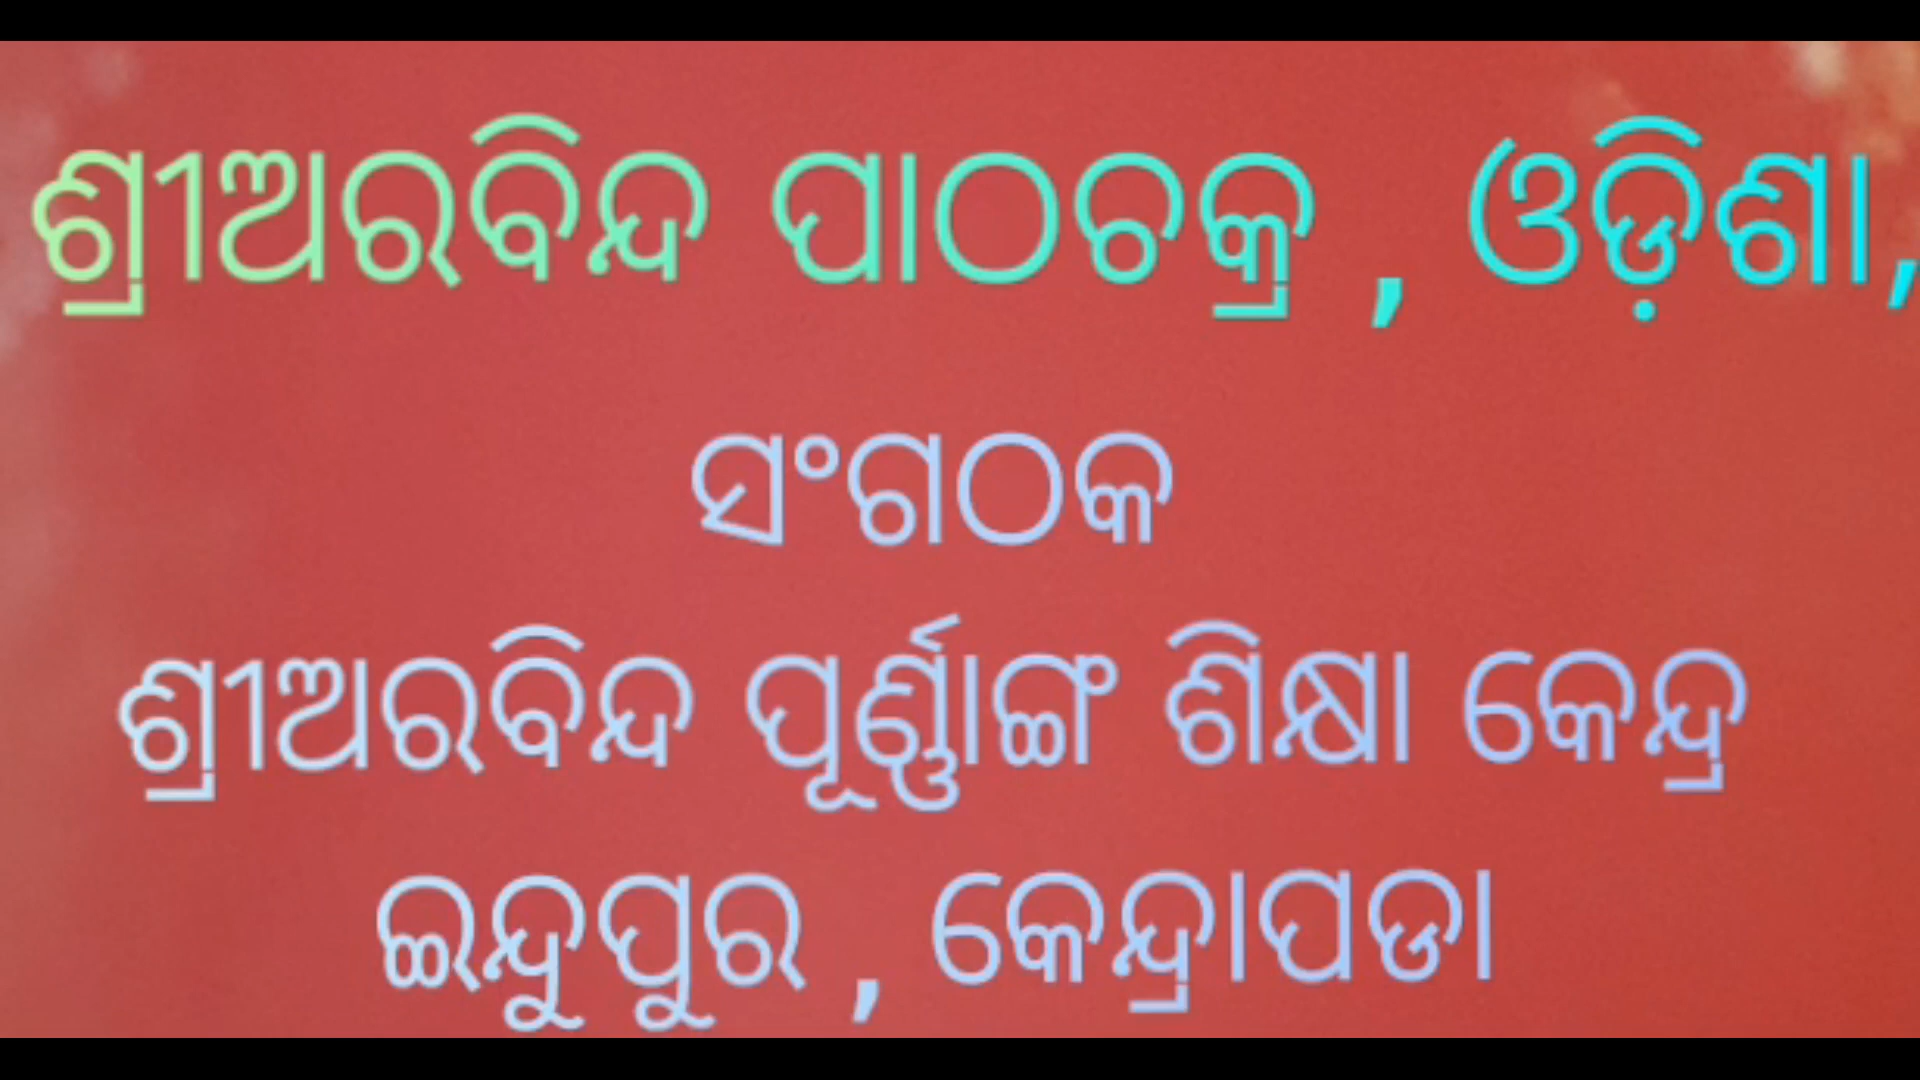 ଶ୍ରୀଅରବିନ୍ଦ ପାଠଚକ୍ର , ଓଡ଼ିଶା,
ସଂଗଠକ
ଶ୍ରୀଅରବିନ୍ଦ ପୂର୍ଣ୍ଣାଙ୍ଗ ଶିକ୍ଷା କେନ୍ଦ୍ର
ଇନ୍ଦୁପୁର , କେନ୍ଦ୍ରାପଡା